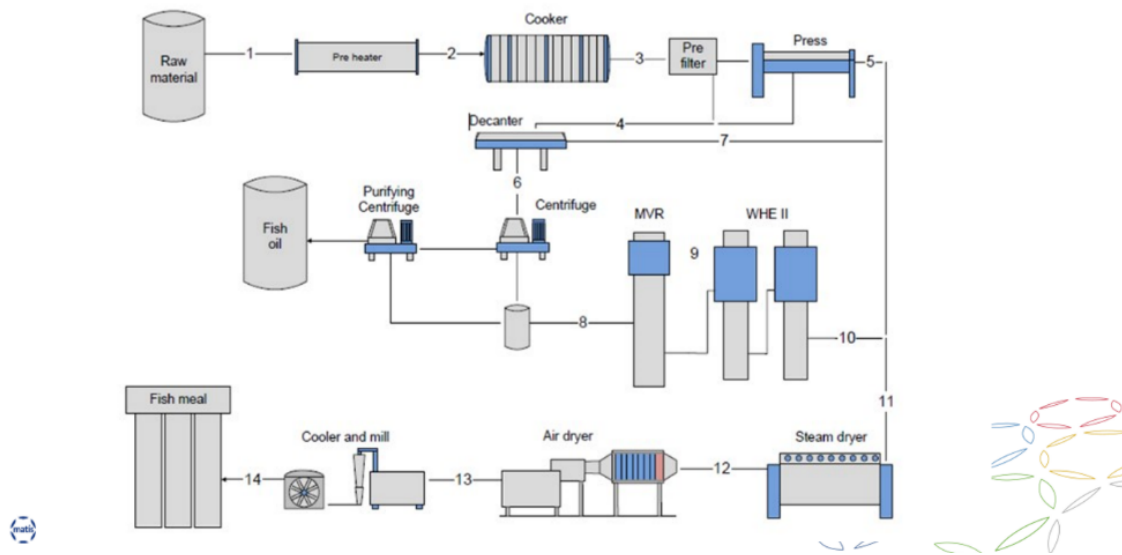 Cooker
Raw
material
1
Pre heater
2
3
Pre
filter
Press
5
Decanter
4
7
6
Purifying
Centrifuge
Centrifuge
MVR
WHE II
Fish
oil
9
8
10
11
Fish meal
Cooler and mill
Air dryer
Steam dryer
14
13
12
matis